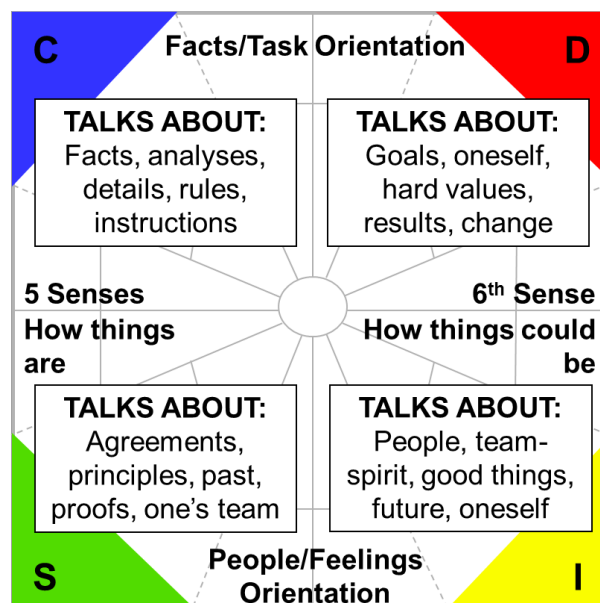 C
Facts/Task Orientation
D
TALKS ABOUT:
Facts, analyses,
details, rules,
instructions
TALKS ABOUT:
Goals, oneself,
hard values,
results, change
5 Senses
How things
are
6th Sense
How things could
be
TALKS ABOUT:
Agreements,
principles, past,
proofs, one's team
TALKS ABOUT:
People, team-
spirit, good things,
future, oneself
S
People/Feelings
Orientation
I